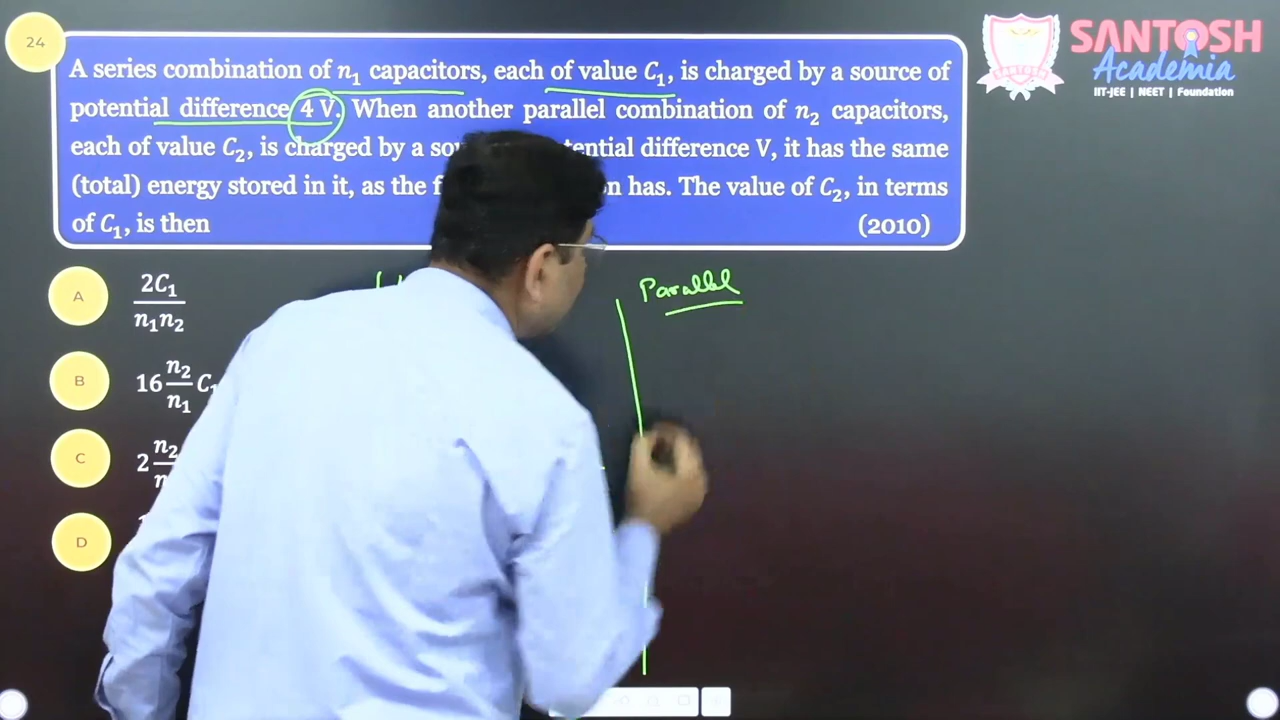 24
A series combination of n₁ capacitors, each of value C₁, is charged by a source of
potential difference 4 V. When another parallel combination of n₂ capacitors,
each of value C₂, is charged by a potential difference V, it has the same
(total) energy stored in it, as the has. The value of C₂, in terms
of C₁, is then (2010)
SANTOSH
Academia
IIT-JEE | NEET | Foundation
SANTOSH
Parallel
A 2C₁/n₁n₂
B 16 n₂/n₁ C₁
C 2 n₂
D